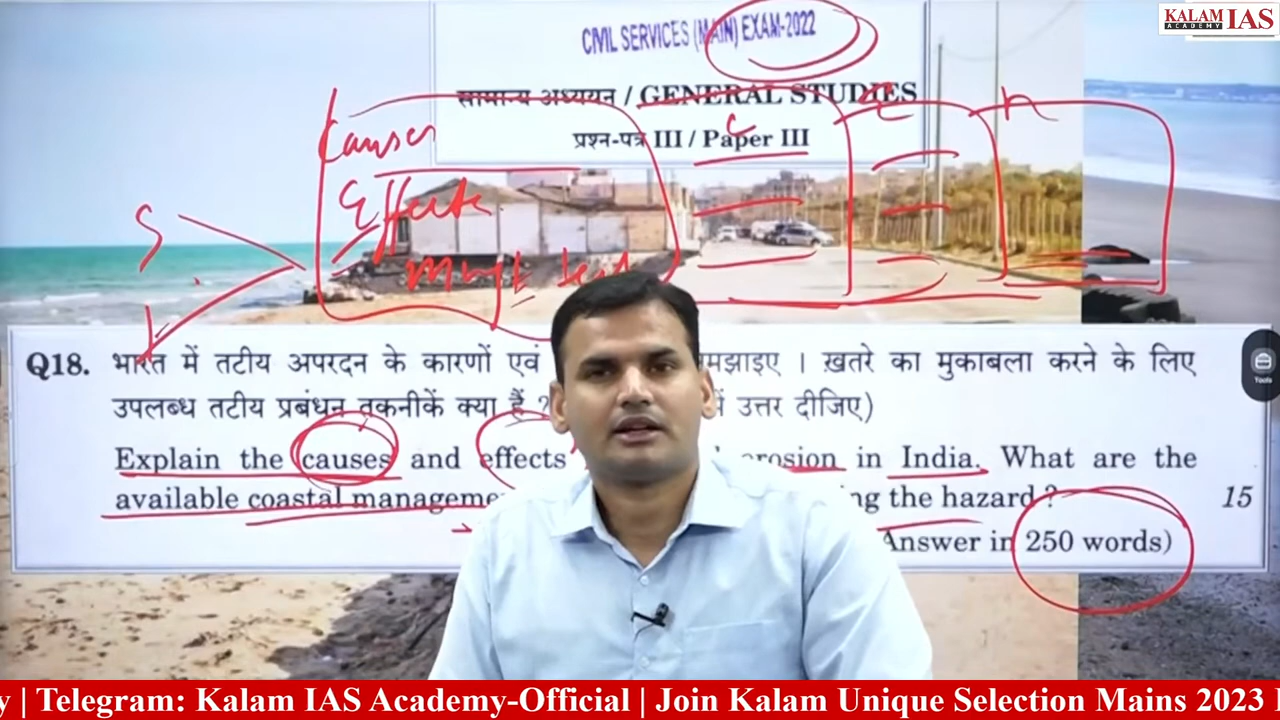 KALAM IAS
ACADEMY
CIVIL SERVICES (MAIN) EXAM-2022
सामान्य अध्ययन / GENERAL STUDIES
प्रश्न-पत्र III / Paper III
Causes
Effects
S
C
E
Q18. भारत में तटीय अपरदन के कारणों एवं समझाइए । ख़तरे का मुकाबला करने के लिए
उपलब्ध तटीय प्रबंधन तकनीकें क्या हैं ? उत्तर दीजिए)
Explain the causes and effects erosion in India. What are the
available coastal the hazard ? 15
Answer in 250 words)
Tools
| Telegram: Kalam IAS Academy-Official | Join Kalam Unique Selection Mains 2023